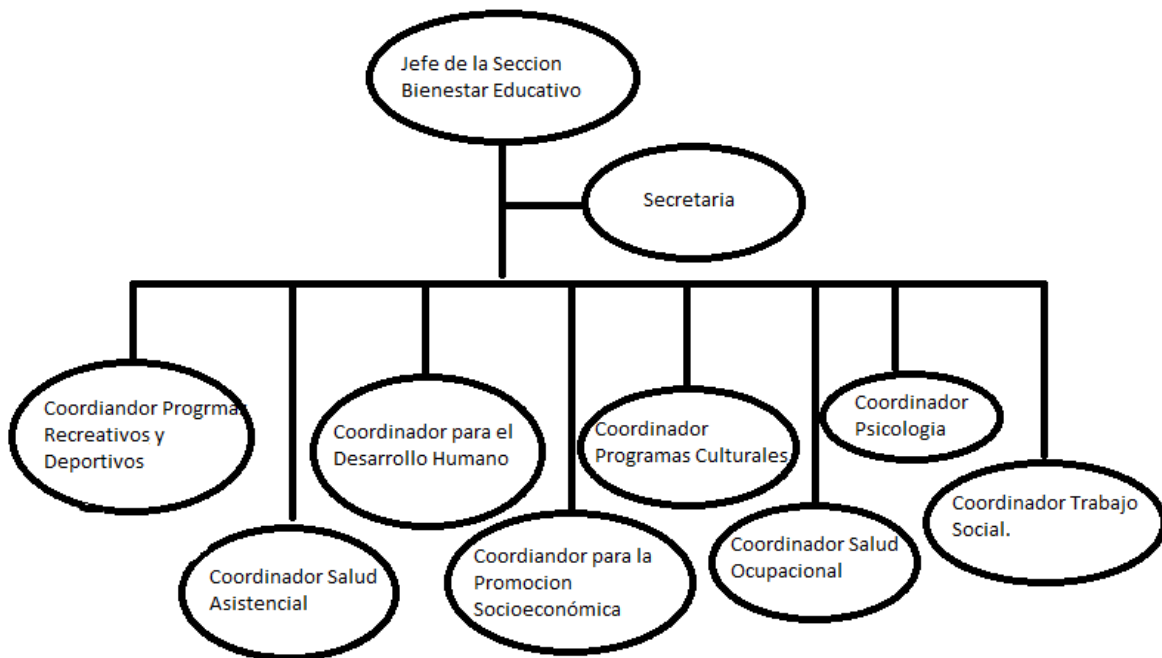 Jefe de la Seccion
Bienestar Educativo
Secretaria
Coordiandor Progrmas
Recreativos y
Deportivos
Coordinador Salud
Asistencial
Coordinador para el
Desarrollo Humano
Coordiandor para la
Promocion
Socioeconómica
Coordinador
Programas Culturales
Coordinador Salud
Ocupacional
Coordinador
Psicologia
Coordinador Trabajo
Social.